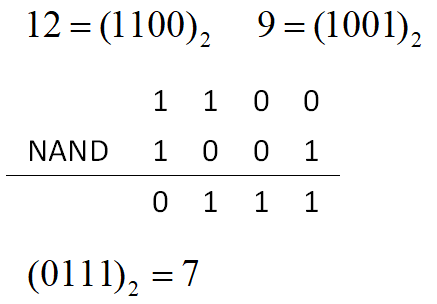 12 = (1100)₂ 9 = (1001)₂
1 1 0 0
NAND 1 0 0 1
0 1 1 1
(0111)₂ = 7